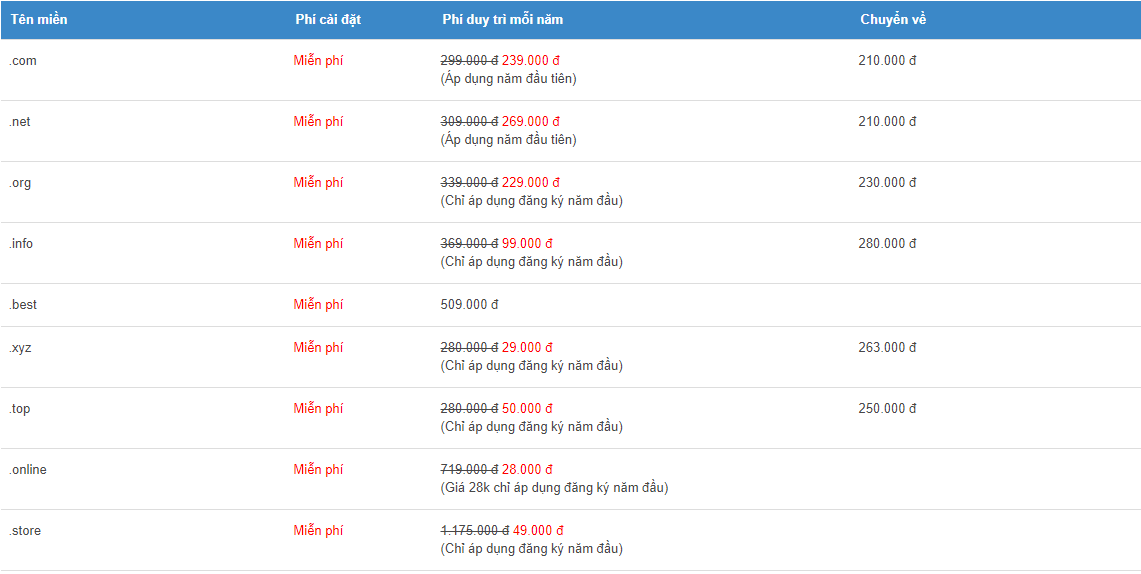 Tên miền Phí cài đặt Phí duy trì mỗi năm Chuyển về
.com Miễn phí 299.000 đ 239.000 đ 210.000 đ
(Áp dụng năm đầu tiên)
.net Miễn phí 309.000 đ 269.000 đ 210.000 đ
(Áp dụng năm đầu tiên)
.org Miễn phí 339.000 đ 229.000 đ 230.000 đ
(Chỉ áp dụng đăng ký năm đầu)
.info Miễn phí 369.000 đ 99.000 đ 280.000 đ
(Chỉ áp dụng đăng ký năm đầu)
.best Miễn phí 509.000 đ
.xyz Miễn phí 280.000 đ 29.000 đ 263.000 đ
(Chỉ áp dụng đăng ký năm đầu)
.top Miễn phí 280.000 đ 50.000 đ 250.000 đ
(Chỉ áp dụng đăng ký năm đầu)
.online Miễn phí 719.000 đ 28.000 đ
(Giá 28k chỉ áp dụng đăng ký năm đầu)
.store Miễn phí 1.175.000 đ 49.000 đ
(Chỉ áp dụng đăng ký năm đầu)